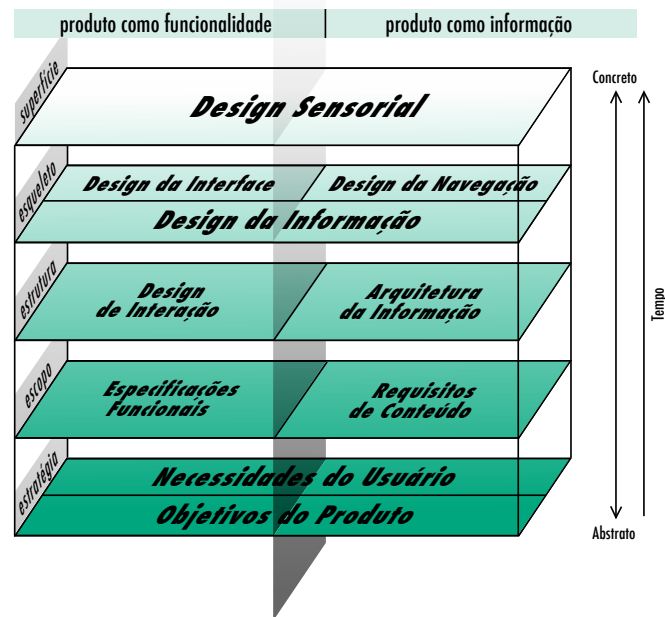 produto como funcionalidade
produto como informação
superfície
Design Sensorial
Concreto
esqueleto
Design da Interface
Design da Navegação
Design da Informação
estrutura
Design
de Interação
Arquitetura
da Informação
Tempo
escopo
Especificações
Funcionais
Requisitos
de Conteúdo
estratégia
Necessidades do Usuário
Objetivos do Produto
Abstrato